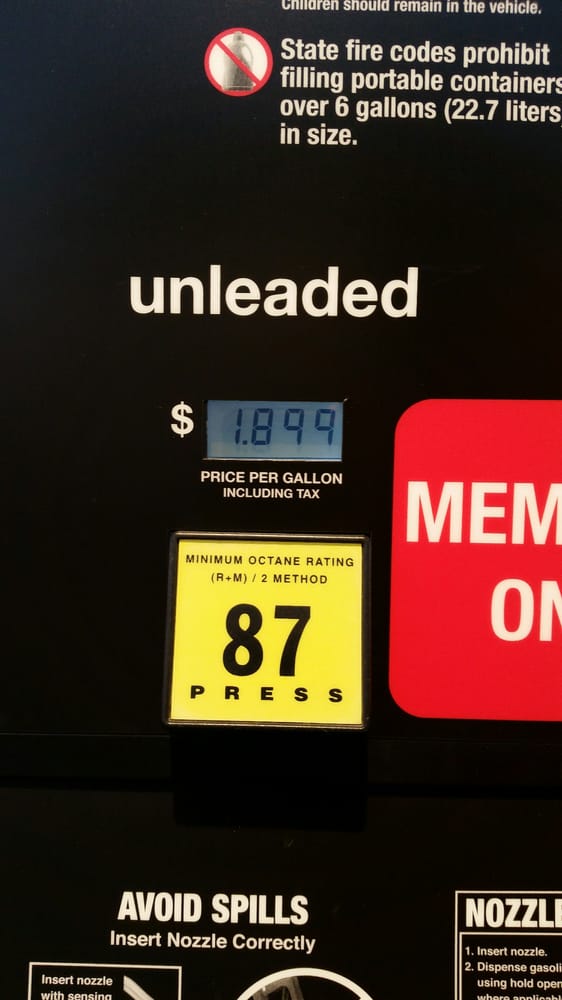 Children should remain in the vehicle.
State fire codes prohibit
filling portable containers
over 6 gallons (22.7 liters
in size.
unleaded
$ 1.899
PRICE PER GALLON
INCLUDING TAX
MEM
ON
MINIMUM OCTANE RATING
(R+M) / 2 METHOD
87
PRESS
AVOID SPILLS
Insert Nozzle Correctly
Insert nozzle
with sensing
NOZZLE
1. Insert nozzle.
2. Dispense gasoli
using hold open
where applicabl